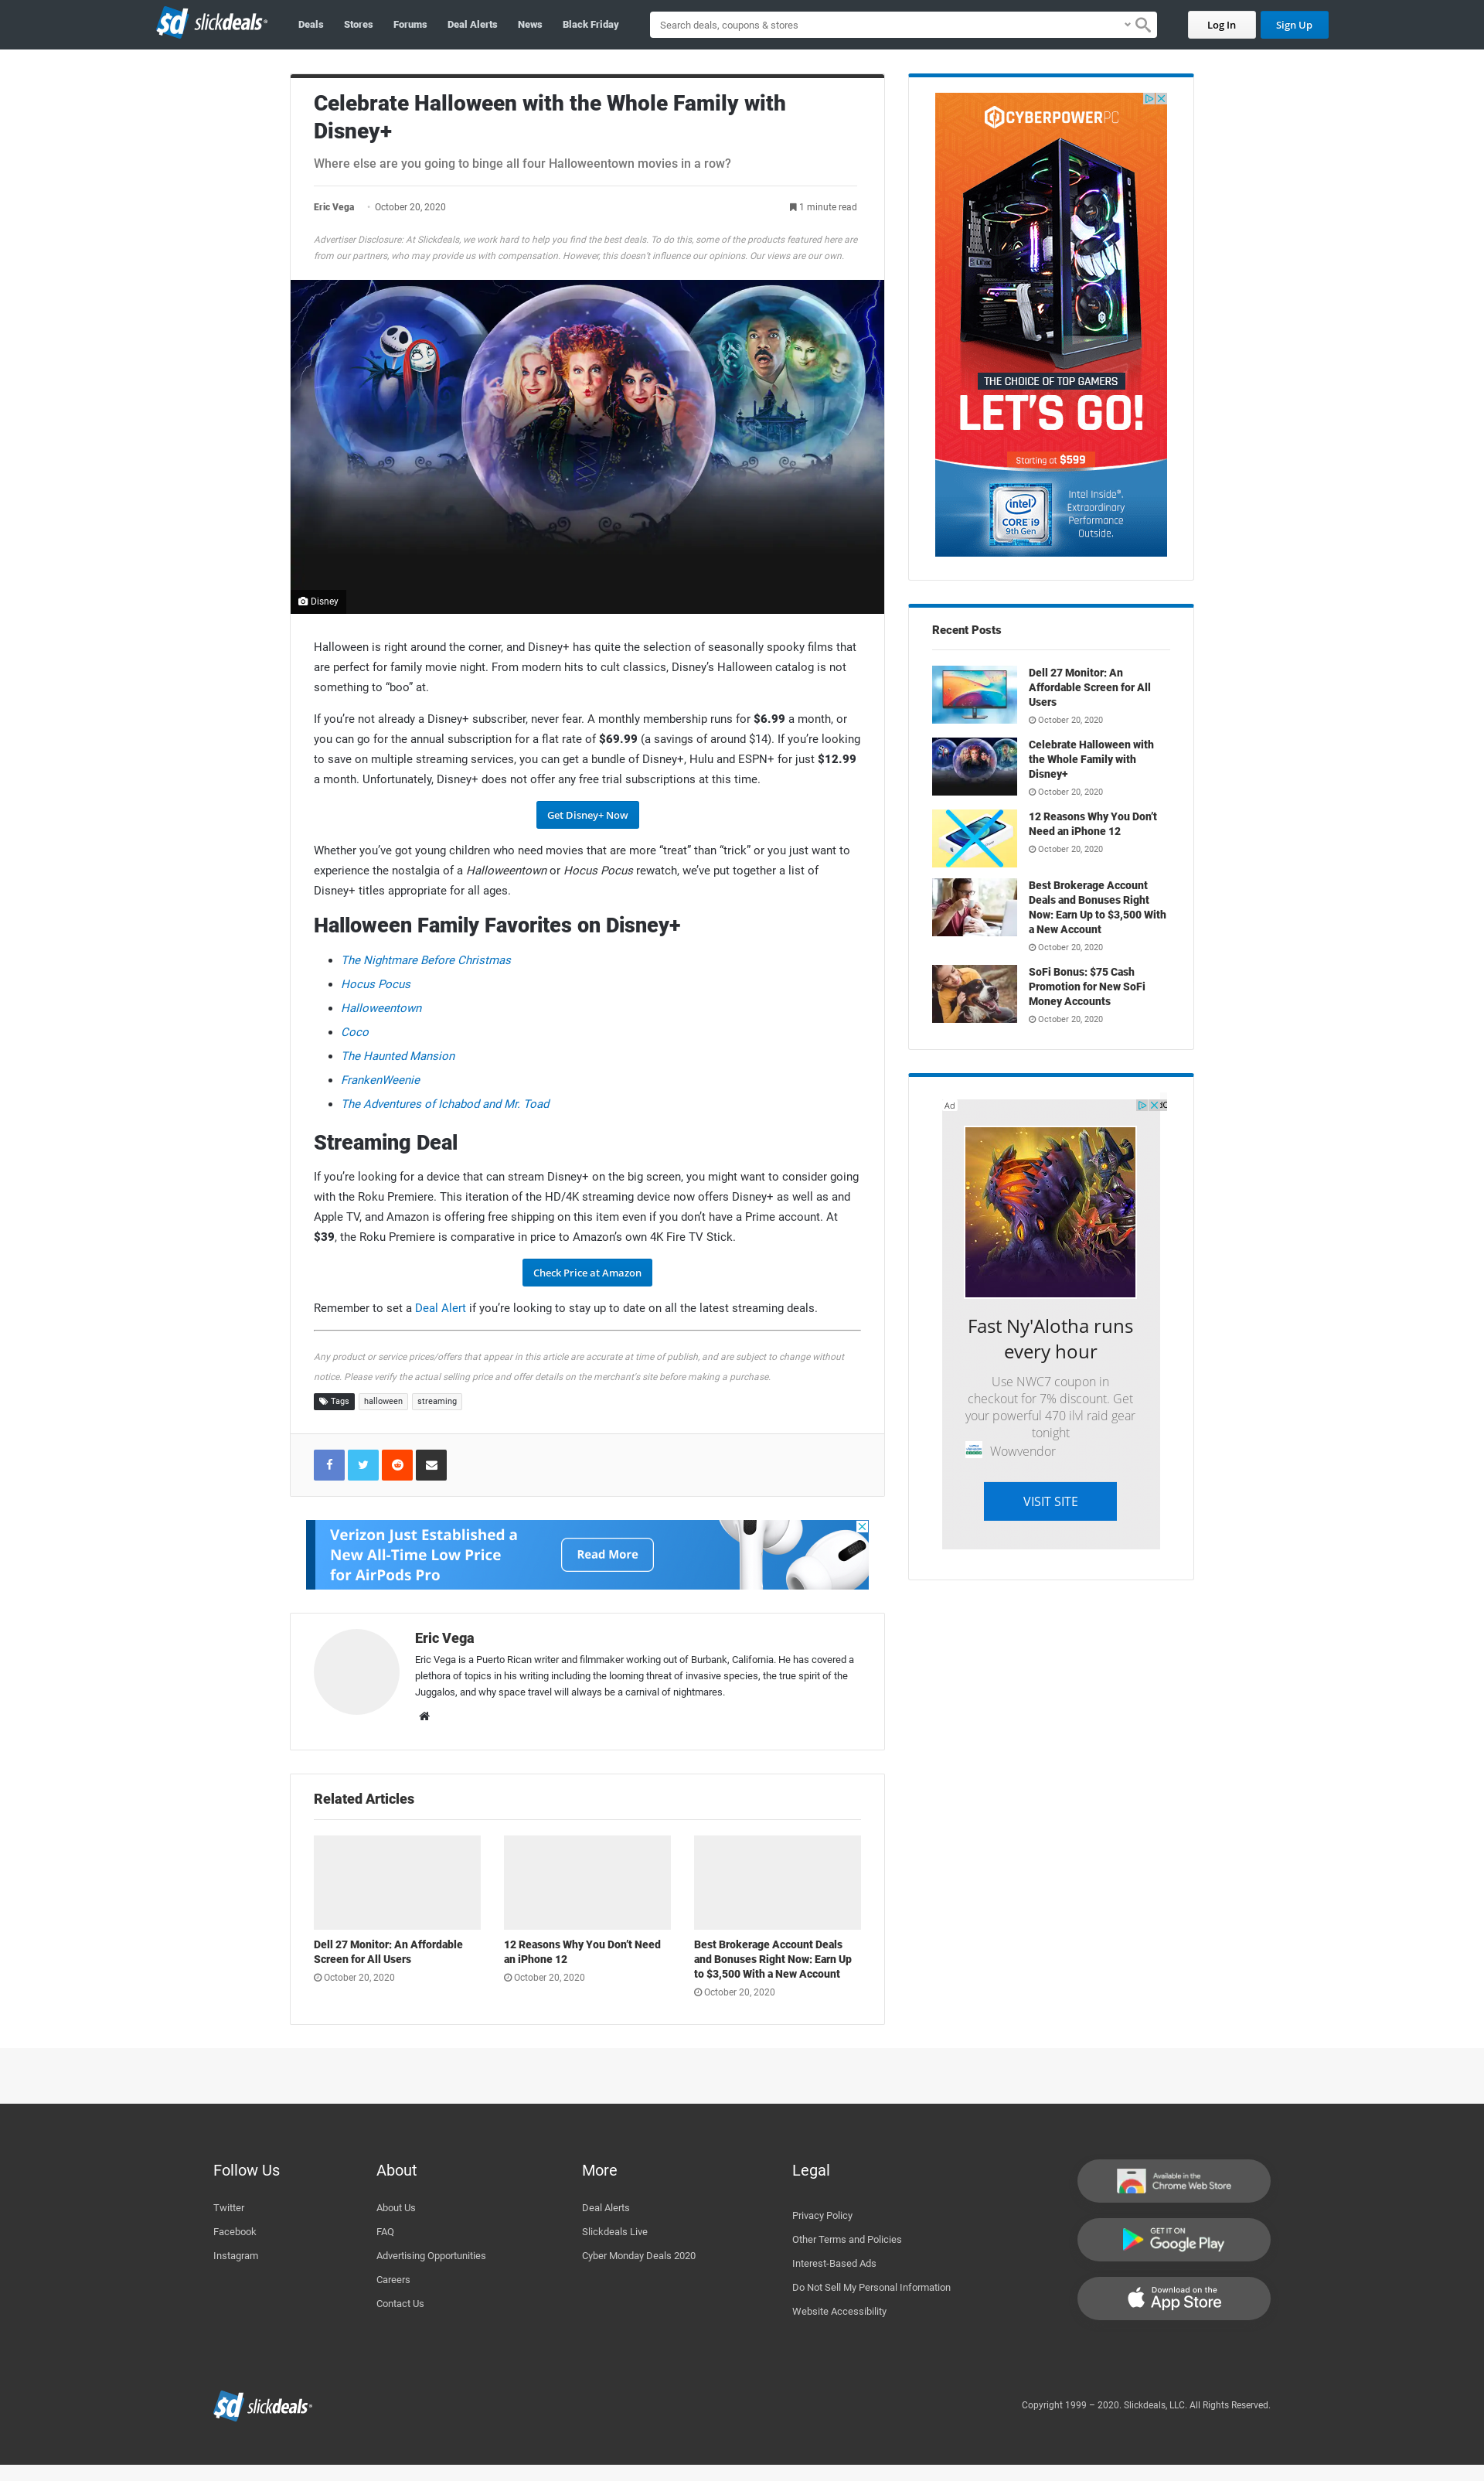 sd slickdeals
Deals Stores Forums Deal Alerts News Black Friday
Search deals, coupons & stores
Log In Sign Up
Celebrate Halloween with the Whole Family with
Disney+
Where else are you going to binge all four Halloweentown movies in a row?
Eric Vega · October 20, 2020
1 minute read
Advertiser Disclosure: At Slickdeals, we work hard to help you find the best deals. To do this, some of the products featured here are
from our partners, who may provide us with compensation. However, this doesn't influence our opinions. Our views are our own.
Disney
Halloween is right around the corner, and Disney+ has quite the selection of seasonally spooky films that
are perfect for family movie night. From modern hits to cult classics, Disney's Halloween catalog is not
something to “boo” at.
If you're not already a Disney+ subscriber, never fear. A monthly membership runs for $6.99 a month, or
you can go for the annual subscription for a flat rate of $69.99 (a savings of around $14). If you're looking
to save on multiple streaming services, you can get a bundle of Disney+, Hulu and ESPN+ for just $12.99
a month. Unfortunately, Disney+ does not offer any free trial subscriptions at this time.
Get Disney+ Now
Whether you've got young children who need movies that are more “treat” than “trick” or you just want to
experience the nostalgia of a Halloweentown or Hocus Pocus rewatch, we've put together a list of
Disney+ titles appropriate for all ages.
Halloween Family Favorites on Disney+
• The Nightmare Before Christmas
• Hocus Pocus
• Halloweentown
• Coco
• The Haunted Mansion
• FrankenWeenie
• The Adventures of Ichabod and Mr. Toad
Streaming Deal
If you're looking for a device that can stream Disney+ on the big screen, you might want to consider going
with the Roku Premiere. This iteration of the HD/4K streaming device now offers Disney+ as well as and
Apple TV, and Amazon is offering free shipping on this item even if you don't have a Prime account. At
$39, the Roku Premiere is comparative in price to Amazon's own 4K Fire TV Stick.
Check Price at Amazon
Remember to set a Deal Alert if you're looking to stay up to date on all the latest streaming deals.
Any product or service prices/offers that appear in this article are accurate at time of publish, and are subject to change without
notice. Please verify the actual selling price and offer details on the merchant's site before making a purchase.
Tags halloween streaming
Verizon Just Established a
New All-Time Low Price
for AirPods Pro
Read More
Eric Vega
Eric Vega is a Puerto Rican writer and filmmaker working out of Burbank, California. He has covered a
plethora of topics in his writing including the looming threat of invasive species, the true spirit of the
Juggalos, and why space travel will always be a carnival of nightmares.
Related Articles
Dell 27 Monitor: An Affordable
Screen for All Users
October 20, 2020
12 Reasons Why You Don't Need
an iPhone 12
October 20, 2020
Best Brokerage Account Deals
and Bonuses Right Now: Earn Up
to $3,500 With a New Account
October 20, 2020
CYBERPOWERPC
THE CHOICE OF TOP GAMERS
LET'S GO!
Starting at $599
intel
CORE i9
9th Gen
Intel Inside®.
Extraordinary
Performance
Outside.
Recent Posts
Dell 27 Monitor: An
Affordable Screen for All
Users
October 20, 2020
Celebrate Halloween with
the Whole Family with
Disney+
October 20, 2020
12 Reasons Why You Don't
Need an iPhone 12
October 20, 2020
Best Brokerage Account
Deals and Bonuses Right
Now: Earn Up to $3,500 With
a New Account
October 20, 2020
SoFi Bonus: $75 Cash
Promotion for New SoFi
Money Accounts
October 20, 2020
Ad
Fast Ny'Alotha runs
every hour
Use NWC7 coupon in
checkout for 7% discount. Get
your powerful 470 ilvl raid gear
tonight
Wowvendor
VISIT SITE
Follow Us
Twitter
Facebook
Instagram
About
About Us
FAQ
Advertising Opportunities
Careers
Contact Us
More
Deal Alerts
Slickdeals Live
Cyber Monday Deals 2020
Legal
Privacy Policy
Other Terms and Policies
Interest-Based Ads
Do Not Sell My Personal Information
Website Accessibility
Available in the
Chrome Web Store
GET IT ON
Google Play
Download on the
App Store
sd slickdeals
Copyright 1999 – 2020. Slickdeals, LLC. All Rights Reserved.